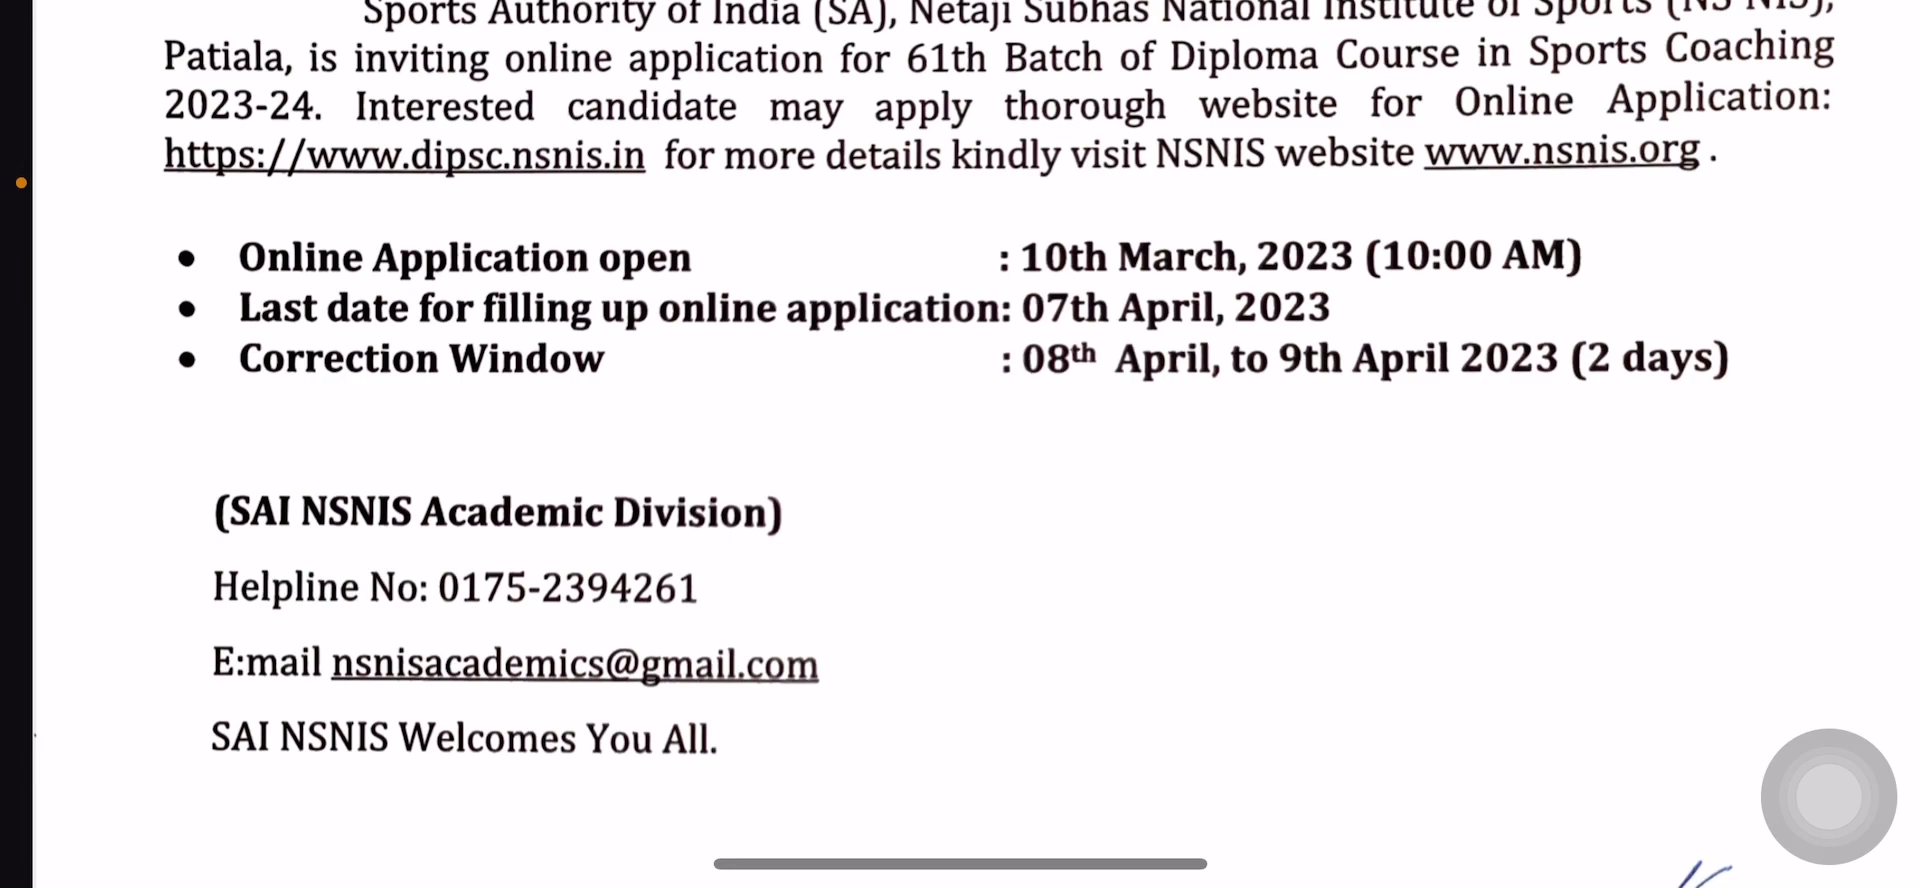 Sports Authority of India (SA), Netaji Subhas National Institute of Sports (NS NIS),
Patiala, is inviting online application for 61th Batch of Diploma Course in Sports Coaching
2023-24. Interested candidate may apply thorough website for Online Application:
https://www.dipsc.nsnis.in for more details kindly visit NSNIS website www.nsnis.org .
• Online Application open : 10th March, 2023 (10:00 AM)
• Last date for filling up online application: 07th April, 2023
• Correction Window : 08th April, to 9th April 2023 (2 days)
(SAI NSNIS Academic Division)
Helpline No: 0175-2394261
E:mail nsnisacademics@gmail.com
SAI NSNIS Welcomes You All.